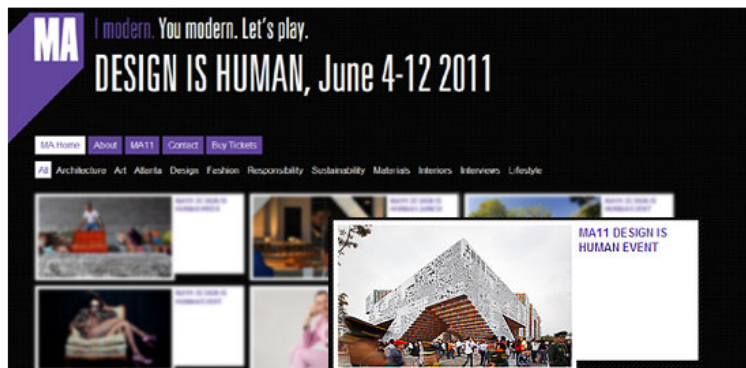 MA
I modern. You modern. Let's play.
DESIGN IS HUMAN, June 4-12 2011
MA Home About MA11 Contact Buy Tickets
All Architecture Art Atlanta Design Fashion Responsibility Sustainability Materials Interiors Interviews Lifestyle
MA11 DESIGN IS
HUMAN EVENT